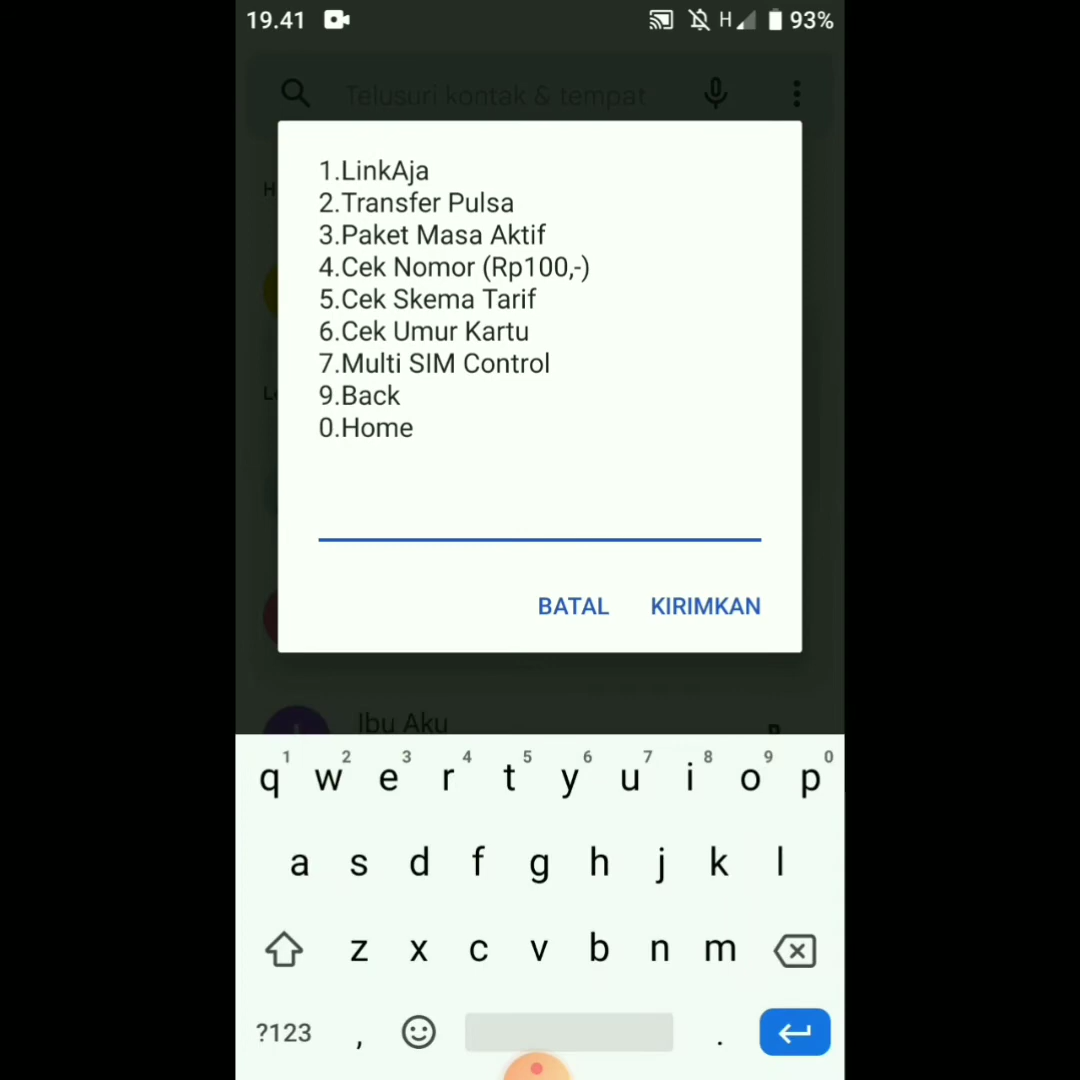 19.41 H 93%
Telusuri kontak & tempat
1.LinkAja
2.Transfer Pulsa
3.Paket Masa Aktif
4.Cek Nomor (Rp100,-)
5.Cek Skema Tarif
6.Cek Umur Kartu
7.Multi SIM Control
9.Back
0.Home
BATAL KIRIMKAN
Ibu Aku
1 2 3 4 5 6 7 8 9 0
q w e r t y u i o p
a s d f g h j k l
z x c v b n m
?123 , .